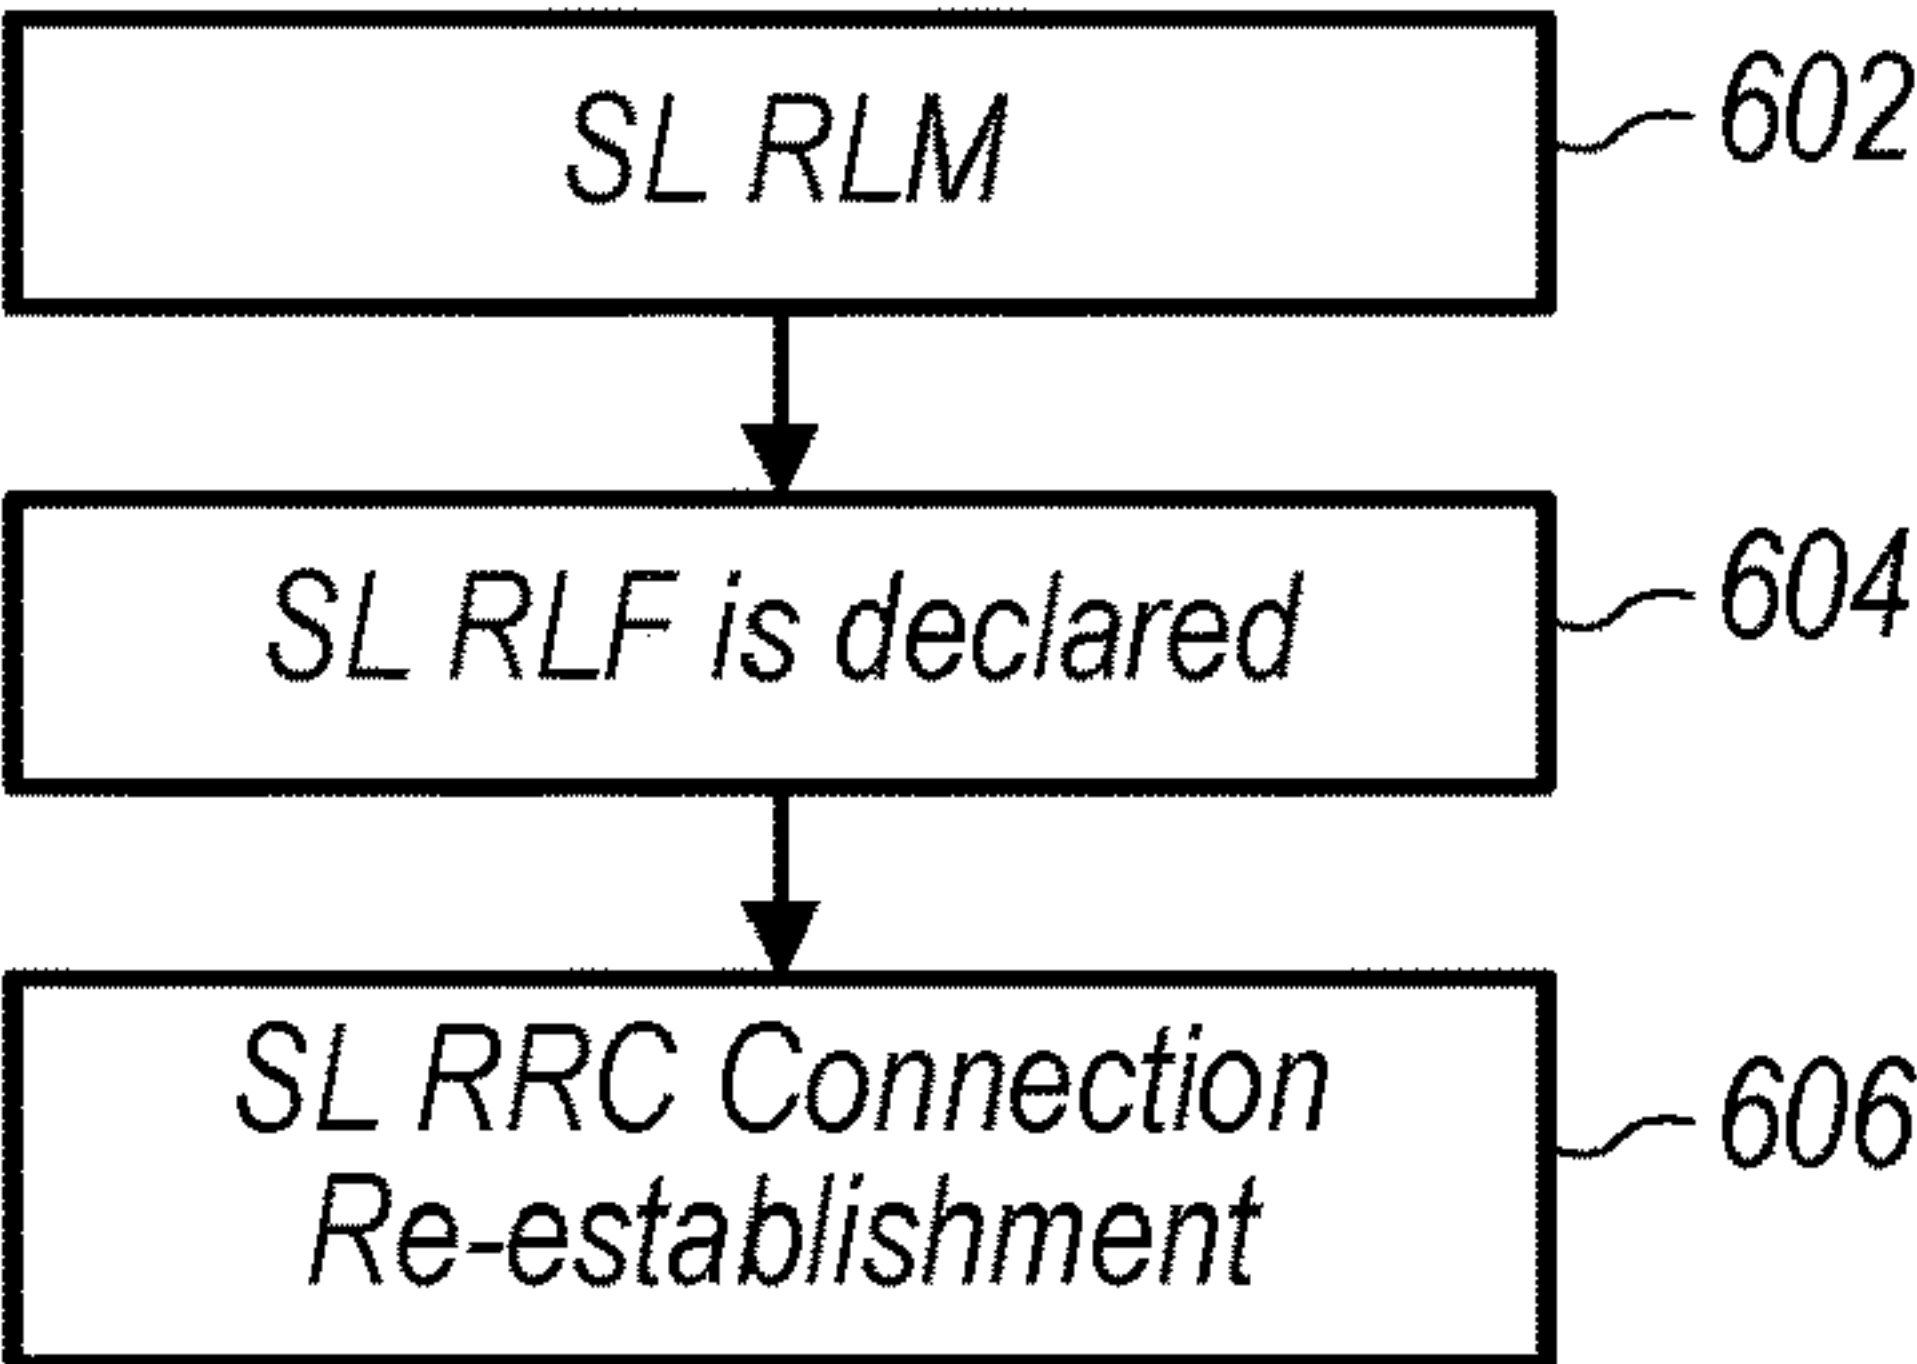 SL RLM
602
SL RLF is declared
604
SL RRC Connection
Re-establishment
606